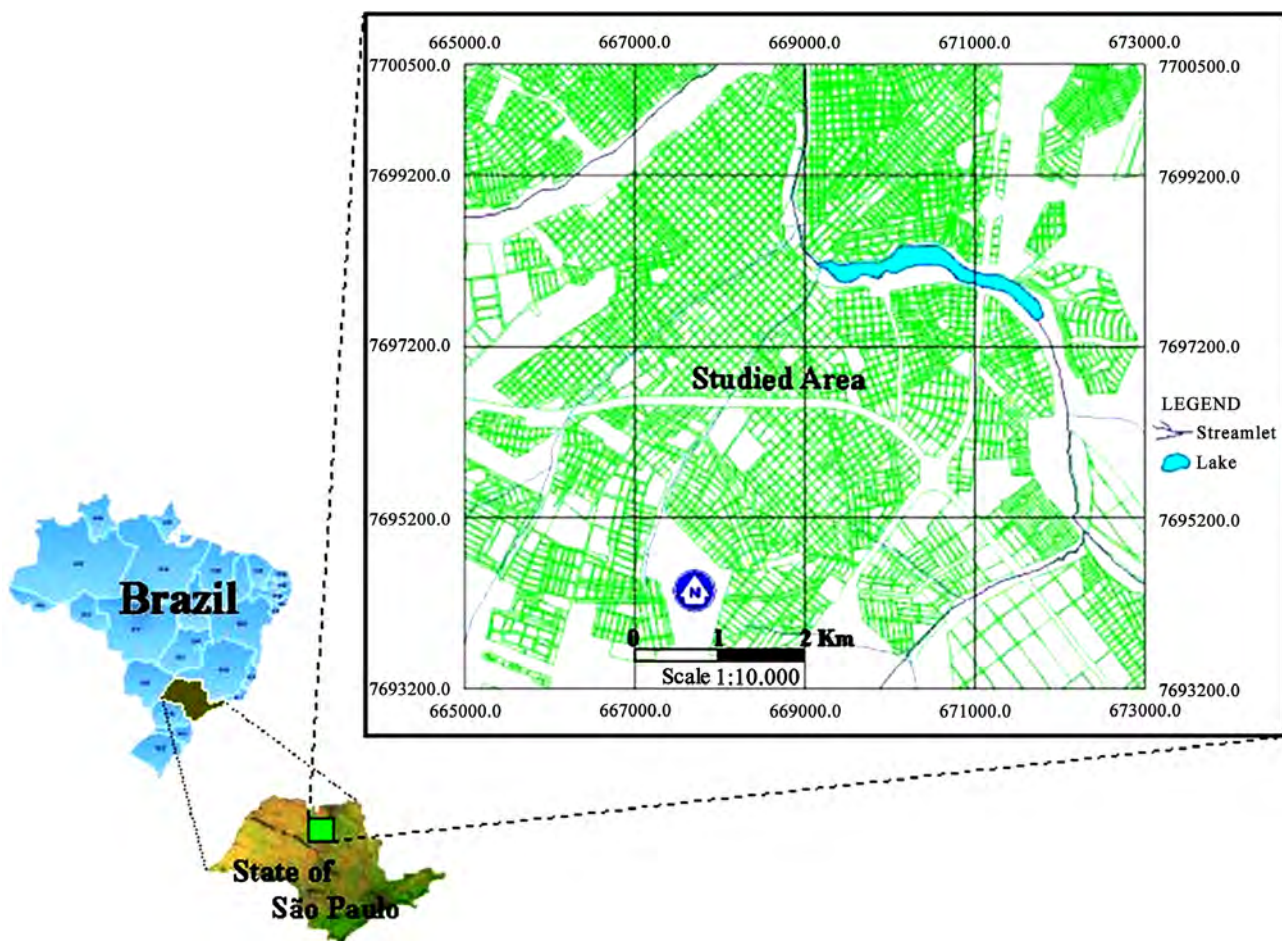 665000.0 667000.0 669000.0 671000.0 673000.0
7700500.0 7700500.0
7699200.0 7699200.0
7697200.0 7697200.0
Studied Area
LEGEND
Streamlet
Lake
7695200.0 7695200.0
N
0 1 2 Km
Scale 1:10.000
7693200.0 7693200.0
665000.0 667000.0 669000.0 671000.0 673000.0
Brazil
State of
São Paulo